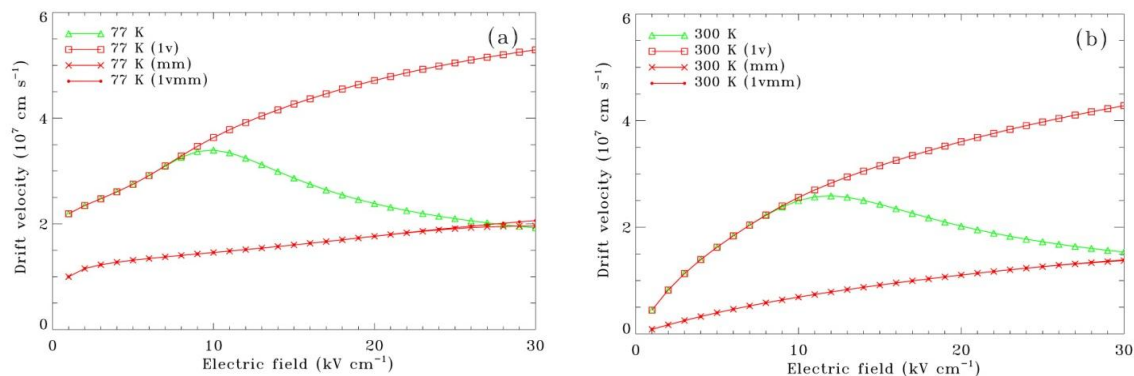 (a)
77 K
77 K (1v)
77 K (mm)
77 K (1vmm)
Drift velocity (10⁷ cm s⁻¹)
6
4
2
0
0
10
20
30
Electric field (kV cm⁻¹)
(b)
300 K
300 K (1v)
300 K (mm)
300 K (1vmm)
Drift velocity (10⁷ cm s⁻¹)
6
4
2
0
0
10
20
30
Electric field (kV cm⁻¹)